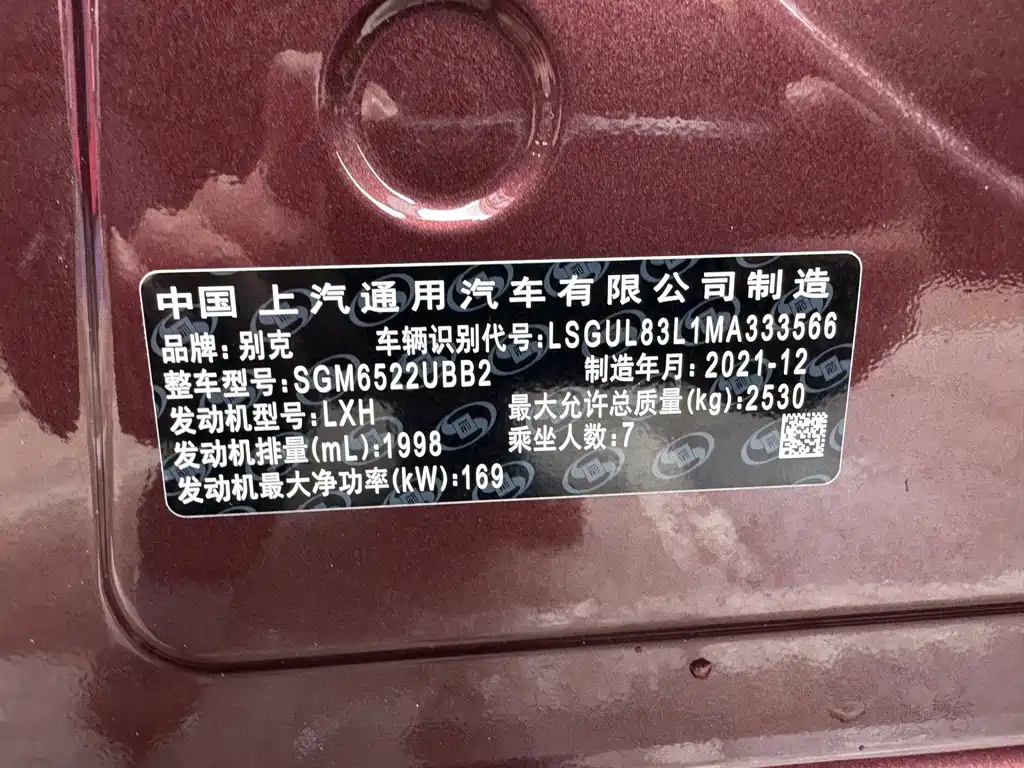 中国 上汽通用汽车有限公司制造
品牌:别克 车辆识别代号:LSGUL83L1MA333566
整车型号:SGM6522UBB2 制造年月:2021-12
发动机型号:LXH 最大允许总质量(kg):2530
发动机排量(mL):1998 乘坐人数:7
发动机最大净功率(kW):169